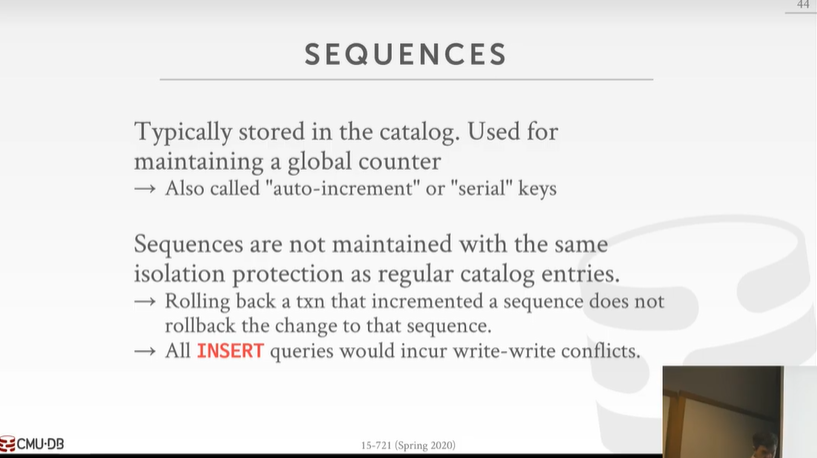 44
SEQUENCES
Typically stored in the catalog. Used for
maintaining a global counter
→ Also called "auto-increment" or "serial" keys
Sequences are not maintained with the same
isolation protection as regular catalog entries.
→ Rolling back a txn that incremented a sequence does not
rollback the change to that sequence.
→ All INSERT queries would incur write-write conflicts.
CMU·DB
15-721 (Spring 2020)